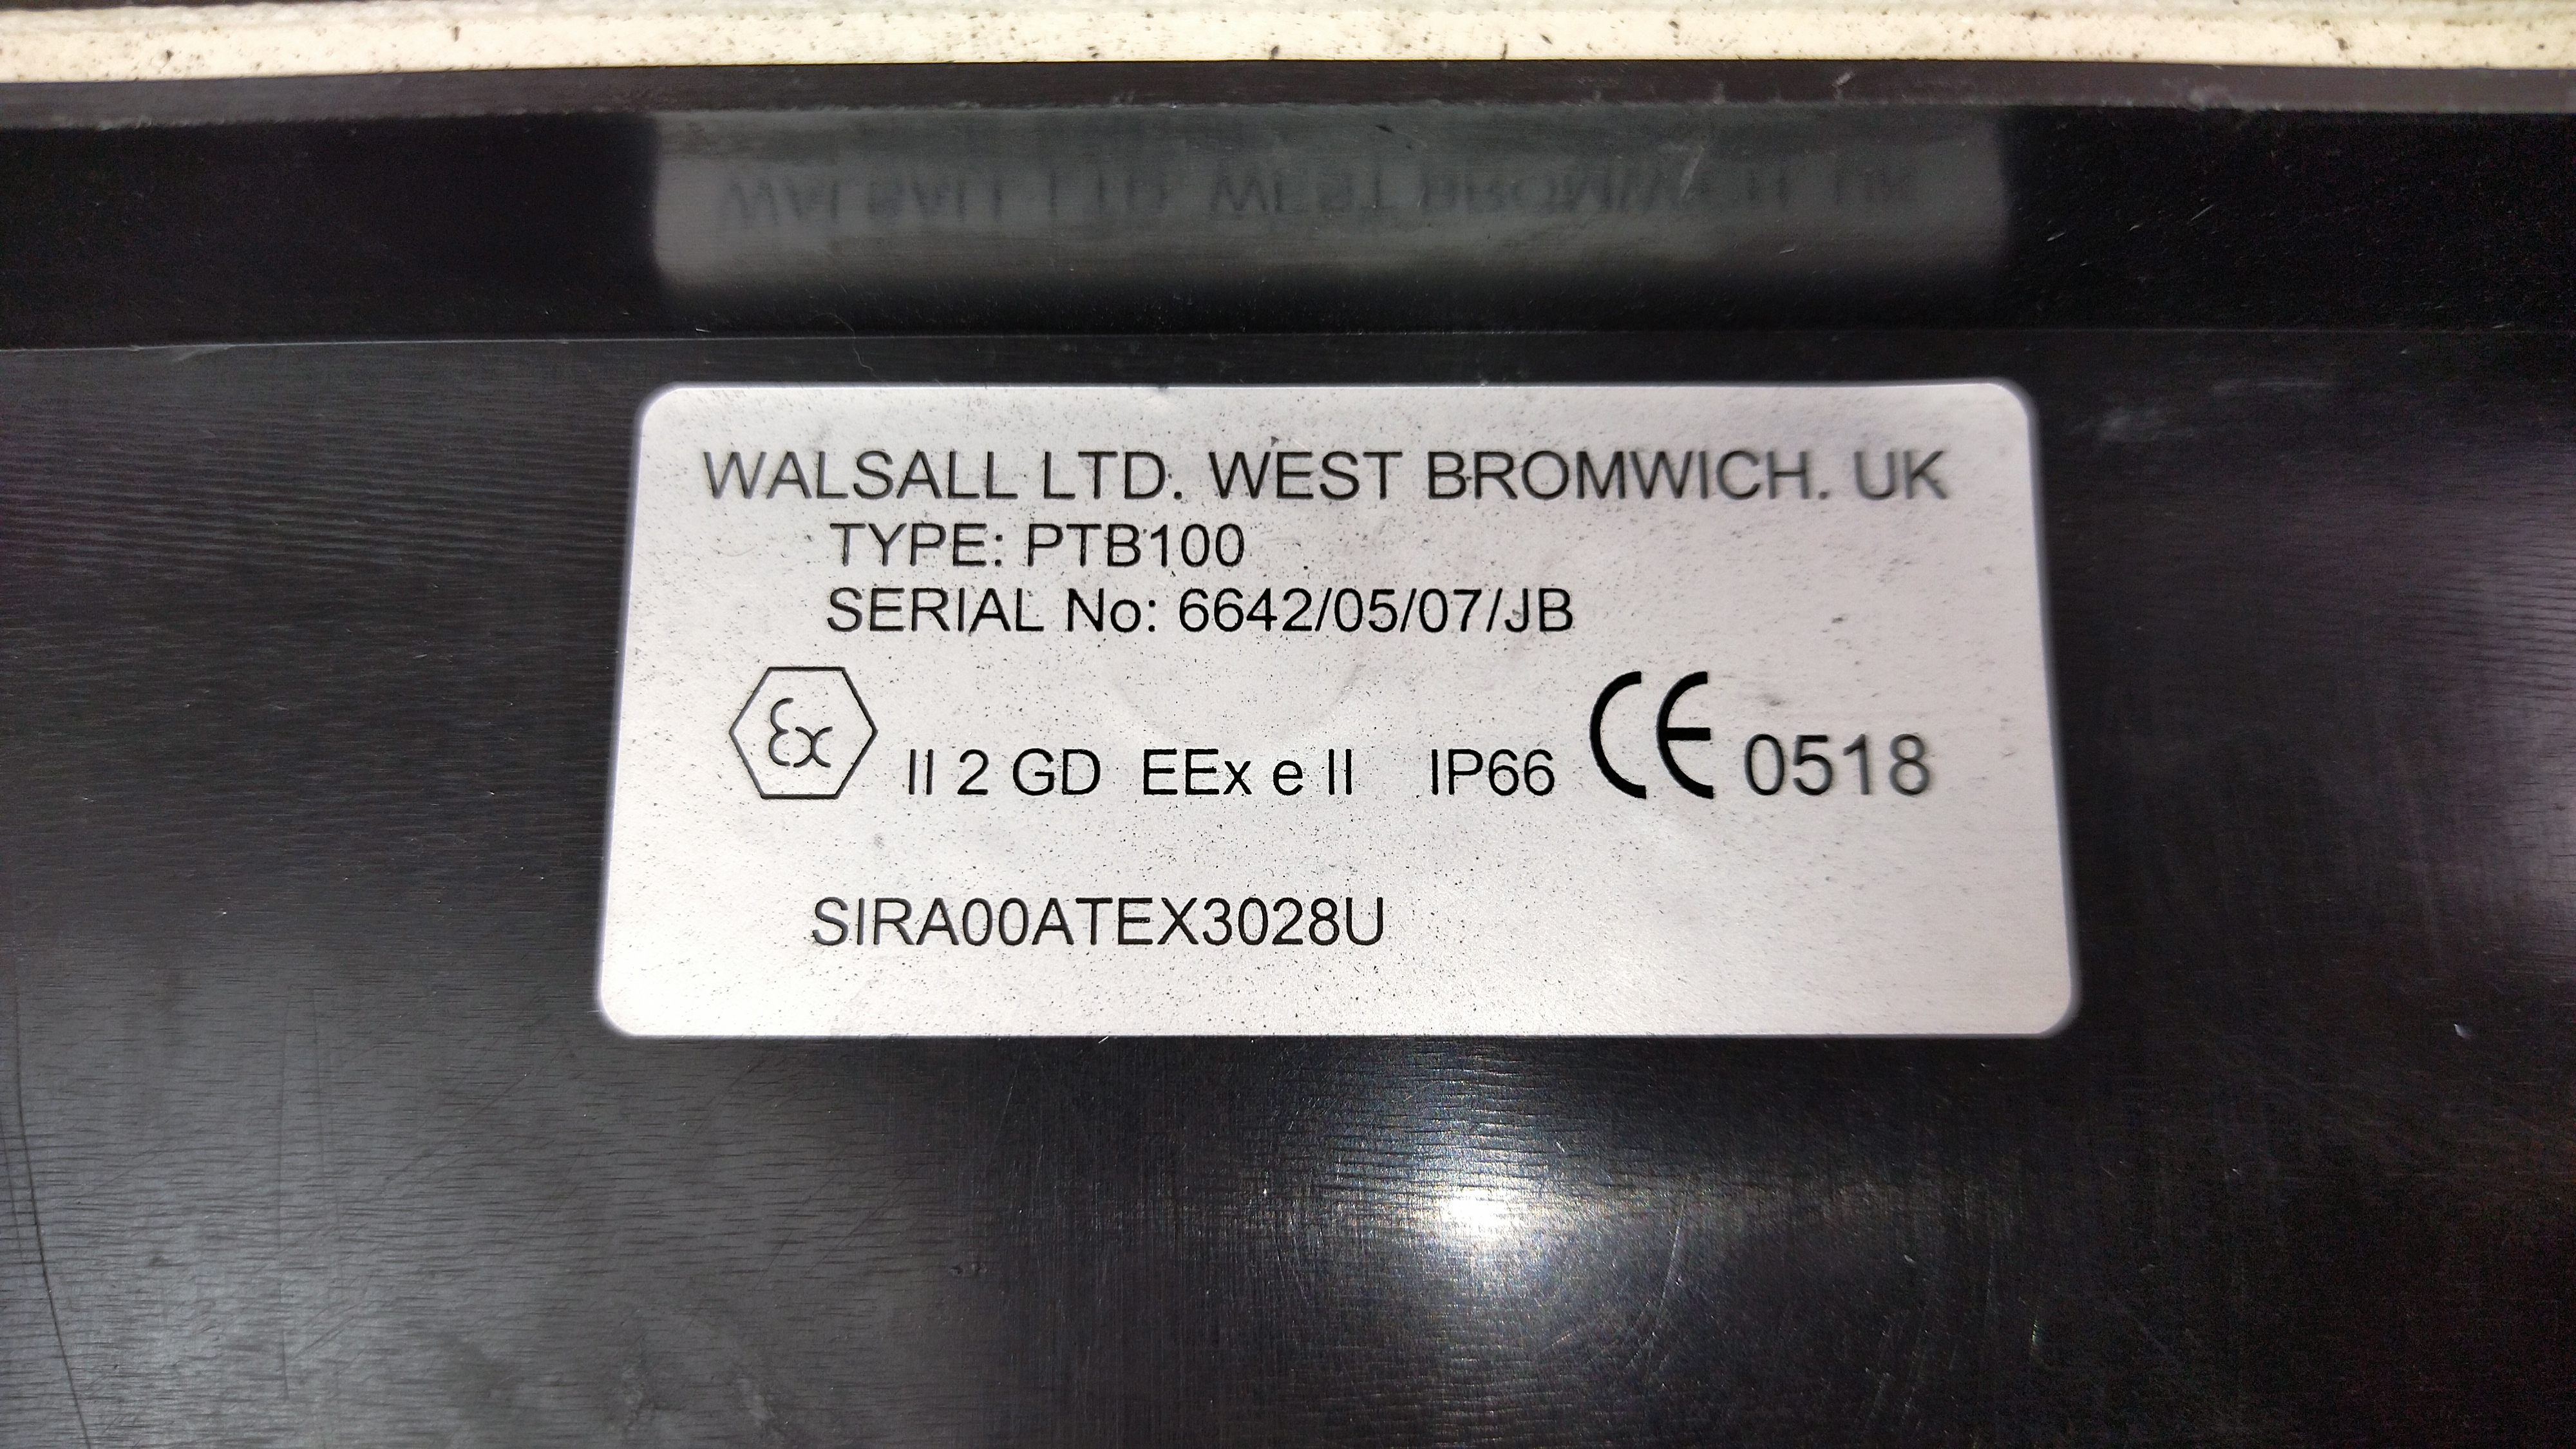 WALSALL LTD. WEST BROMWICH. UK
TYPE: PTB100
SERIAL No: 6642/05/07/JB
Ex II 2 GD EEx e II IP66 CE 0518
SIRA00ATEX3028U